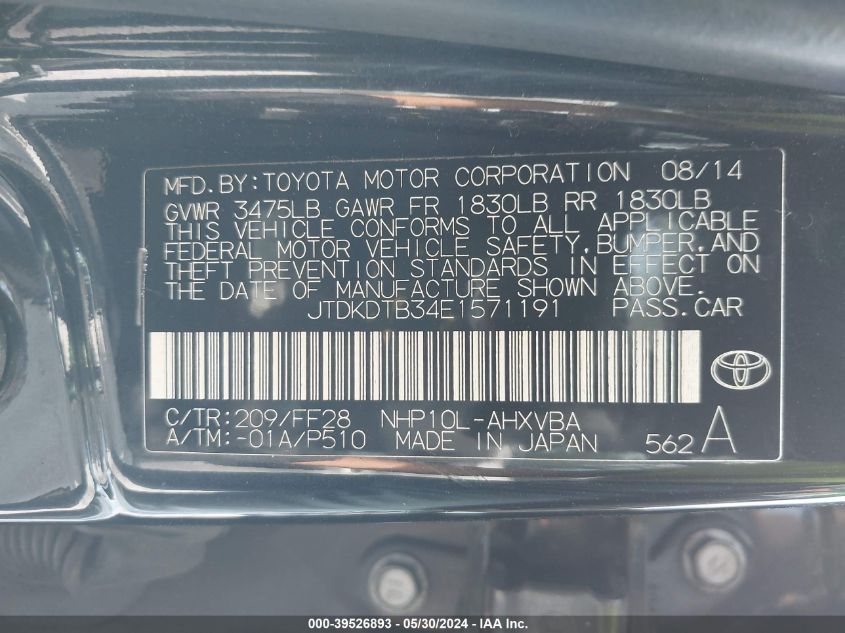 MFD. BY: TOYOTA MOTOR CORPORATION 08/14
GVWR 3475LB GAWR FR 1830LB RR 1830LB
THIS VEHICLE CONFORMS TO ALL APPLICABLE
FEDERAL MOTOR VEHICLE SAFETY, BUMPER, AND
THEFT PREVENTION STANDARDS IN EFFECT ON
THE DATE OF MANUFACTURE SHOWN ABOVE.
JTDKDTB34E1571191 PASS. CAR
C/TR: 209/FF28 NHP10L-AHXVBA
A/TM: -01A/P510 MADE IN JAPAN 562 A
000-39526893 - 05/30/2024 - IAA Inc.